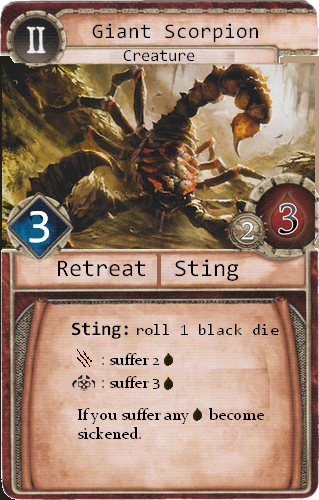 II
Giant Scorpion
Creature
3
2
3
Retreat Sting
Sting: roll 1 black die
: suffer 2
: suffer 3
If you suffer any become
sickened.